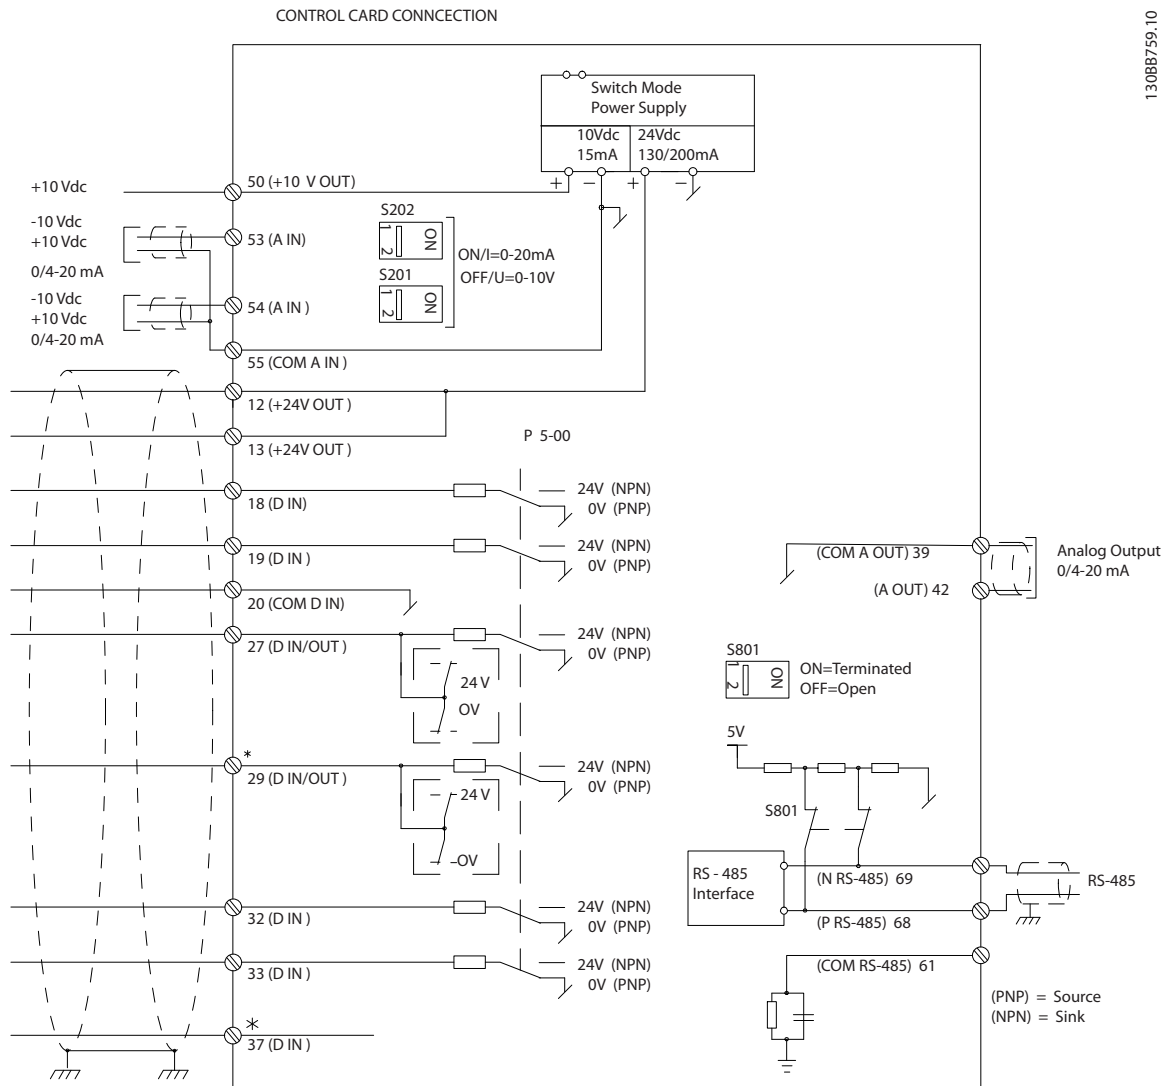 CONTROL CARD CONNCECTION
130BB759.10
Switch Mode
Power Supply
10Vdc
15mA
24Vdc
130/200mA
+ − + −
+10 Vdc
50 (+10 V OUT)
-10 Vdc
+10 Vdc
0/4-20 mA
53 (A IN)
S202
1
2
ON
ON/I=0-20mA
OFF/U=0-10V
S201
1
2
ON
-10 Vdc
+10 Vdc
0/4-20 mA
54 (A IN )
55 (COM A IN )
12 (+24V OUT )
13 (+24V OUT )
P 5-00
18 (D IN)
24V (NPN)
0V (PNP)
19 (D IN )
24V (NPN)
0V (PNP)
20 (COM D IN)
27 (D IN/OUT )
24V (NPN)
0V (PNP)
24 V
OV
*
29 (D IN/OUT )
24V (NPN)
0V (PNP)
24 V
OV
32 (D IN )
24V (NPN)
0V (PNP)
33 (D IN )
24V (NPN)
0V (PNP)
*
37 (D IN )
(COM A OUT) 39
(A OUT) 42
Analog Output
0/4-20 mA
S801
1
2
ON
ON=Terminated
OFF=Open
5V
S801
RS - 485
Interface
(N RS-485) 69
(P RS-485) 68
RS-485
(COM RS-485) 61
(PNP) = Source
(NPN) = Sink